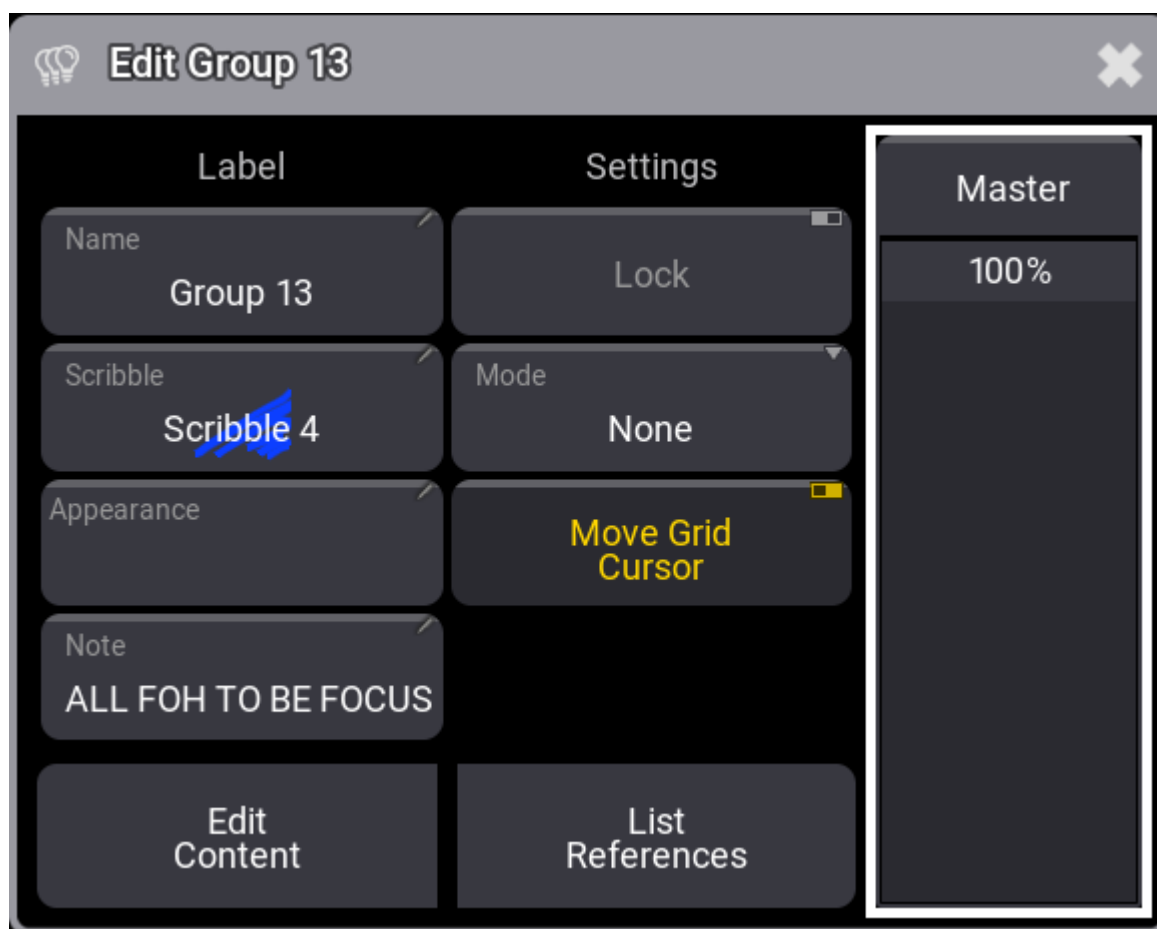 Edit Group 13
Label
Settings
Master
Name
Group 13
Lock
100%
Scribble
Scribble 4
Mode
None
Appearance
Move Grid
Cursor
Note
ALL FOH TO BE FOCUS
Edit
Content
List
References